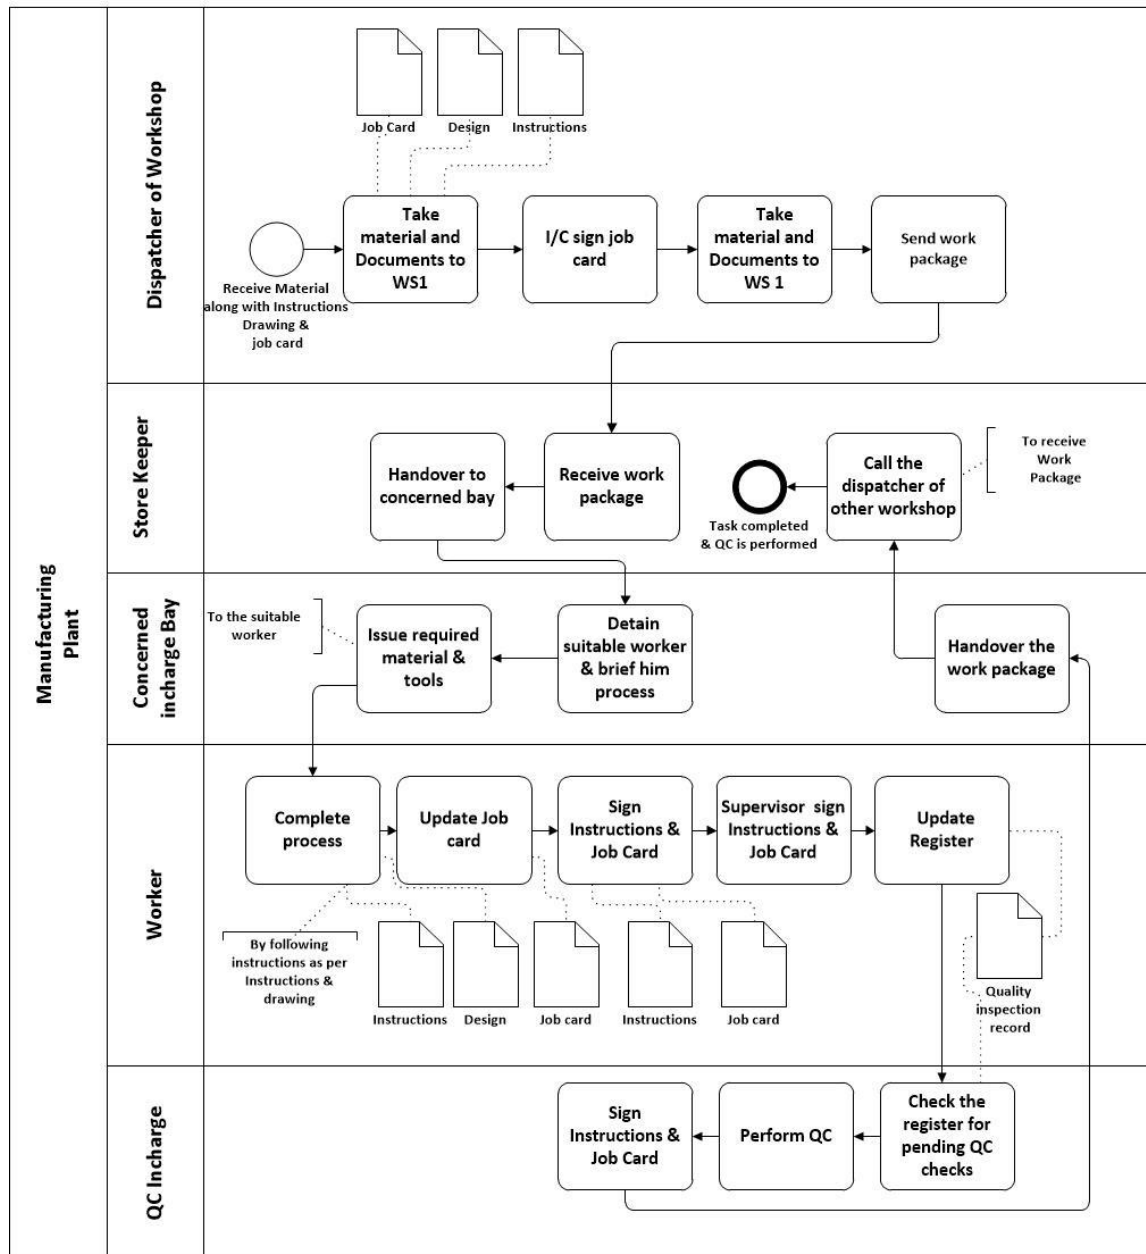 Manufacturing
Plant
Dispatcher of Workshop
Job Card
Design
Instructions
Receive Material
along with Instructions
Drawing &
job card
Take
material and
Documents to
WS1
I/C sign job
card
Take
material and
Documents to
WS 1
Send work
package
Store Keeper
Handover to
concerned bay
Receive work
package
Task completed
& QC is performed
Call the
dispatcher of
other workshop
To receive
Work
Package
Concerned
incharge Bay
To the suitable
worker
Issue required
material &
tools
Detain
suitable worker
& brief him
process
Handover the
work package
Worker
Complete
process
Update Job
card
Sign
Instructions &
Job Card
Supervisor sign
Instructions &
Job Card
Update
Register
By following
instructions as per
Instructions &
drawing
Instructions
Design
Job card
Instructions
Job card
Quality
inspection
record
QC Incharge
Sign
Instructions &
Job Card
Perform QC
Check the
register for
pending QC
checks